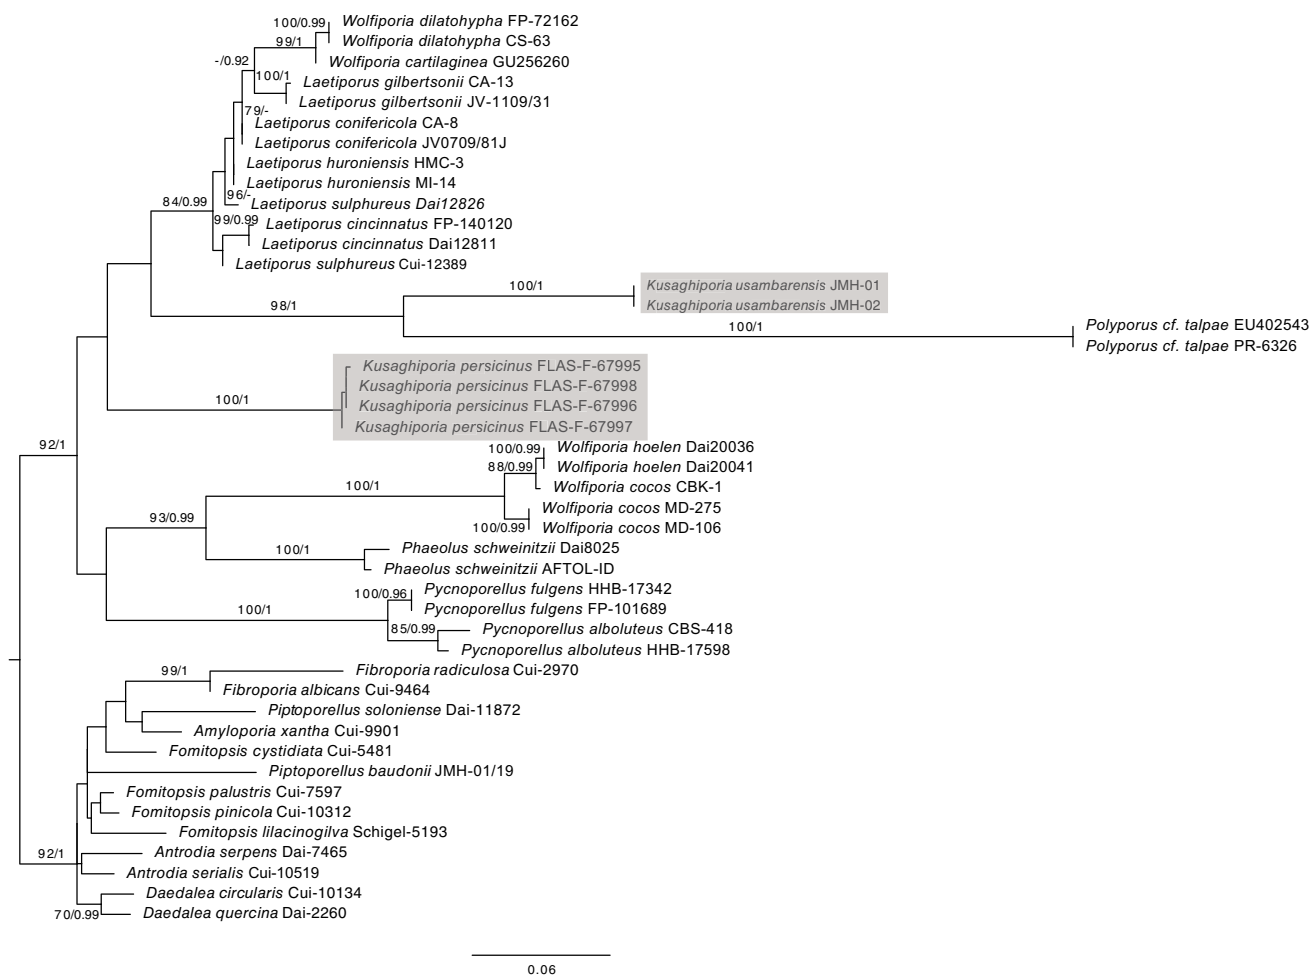 100/0.99 Wolfiporia dilatohypha FP-72162
99/1 Wolfiporia dilatohypha CS-63
-/0.92 Wolfiporia cartilaginea GU256260
100/1 Laetiporus gilbertsonii CA-13
Laetiporus gilbertsonii JV-1109/31
79/-
Laetiporus conifericola CA-8
Laetiporus conifericola JV0709/81J
Laetiporus huroniensis HMC-3
Laetiporus huroniensis MI-14
96/-
84/0.99 Laetiporus sulphureus Dai12826
99/0.99 Laetiporus cincinnatus FP-140120
Laetiporus cincinnatus Dai12811
Laetiporus sulphureus Cui-12389
100/1 Kusaghiporia usambarensis JMH-01
98/1 Kusaghiporia usambarensis JMH-02
100/1 Polyporus cf. talpae EU402543
Polyporus cf. talpae PR-6326
Kusaghiporia persicinus FLAS-F-67995
Kusaghiporia persicinus FLAS-F-67998
100/1 Kusaghiporia persicinus FLAS-F-67996
Kusaghiporia persicinus FLAS-F-67997
92/1 100/0.99 Wolfiporia hoelen Dai20036
88/0.99 Wolfiporia hoelen Dai20041
100/1 Wolfiporia cocos CBK-1
Wolfiporia cocos MD-275
93/0.99 100/0.99 Wolfiporia cocos MD-106
100/1 Phaeolus schweinitzii Dai8025
Phaeolus schweinitzii AFTOL-ID
100/0.96 Pycnoporellus fulgens HHB-17342
100/1 Pycnoporellus fulgens FP-101689
85/0.99 Pycnoporellus alboluteus CBS-418
Pycnoporellus alboluteus HHB-17598
99/1 Fibroporia radiculosa Cui-2970
Fibroporia albicans Cui-9464
Piptoporellus soloniense Dai-11872
Amyloporia xantha Cui-9901
Fomitopsis cystidiata Cui-5481
Piptoporellus baudonii JMH-01/19
Fomitopsis palustris Cui-7597
Fomitopsis pinicola Cui-10312
Fomitopsis lilacinogilva Schigel-5193
92/1 Antrodia serpens Dai-7465
Antrodia serialis Cui-10519
Daedalea circularis Cui-10134
70/0.99 Daedalea quercina Dai-2260
0.06